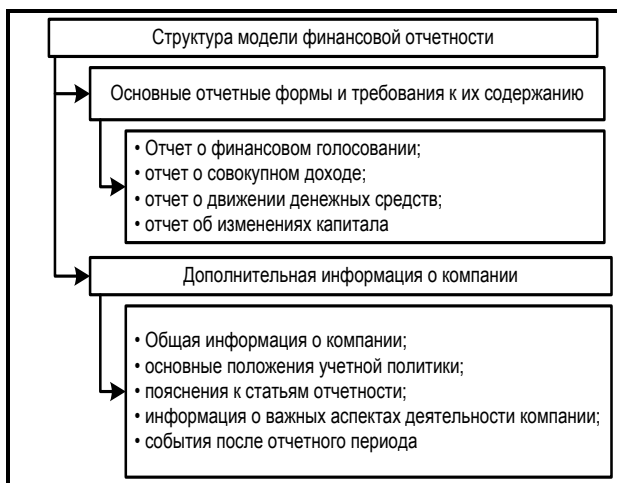 Структура модели финансовой отчетности
Основные отчетные формы и требования к их содержанию
• Отчет о финансовом голосовании;
• отчет о совокупном доходе;
• отчет о движении денежных средств;
• отчет об изменениях капитала
Дополнительная информация о компании
• Общая информация о компании;
• основные положения учетной политики;
• пояснения к статьям отчетности;
• информация о важных аспектах деятельности компании;
• события после отчетного периода